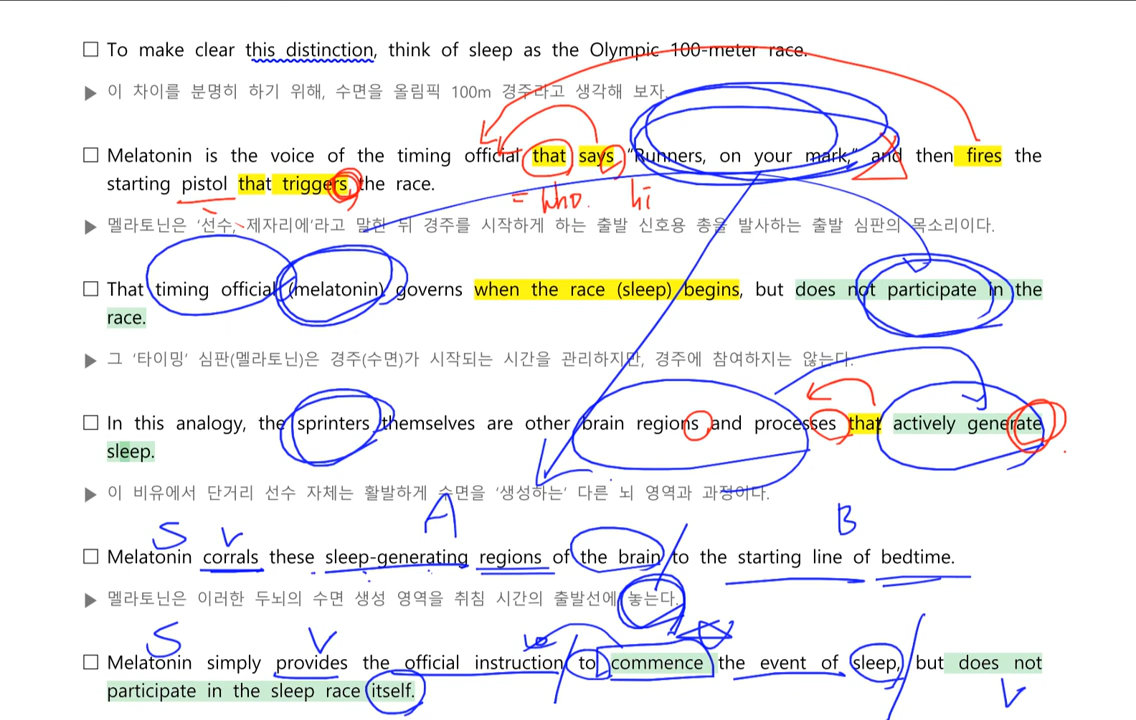 ☐ To make clear this distinction, think of sleep as the Olympic 100-meter race.
▶ 이 차이를 분명히 하기 위해, 수면을 올림픽 100m 경주라고 생각해 보자.
☐ Melatonin is the voice of the timing official that says “Runners, on your mark,” and then fires the
starting pistol that triggers the race.
= who. hi
▶ 멜라토닌은 ‘선수, 제자리에’라고 말한 뒤 경주를 시작하게 하는 출발 신호용 총을 발사하는 출발 심판의 목소리이다.
☐ That timing official (melatonin) governs when the race (sleep) begins, but does not participate in the
race.
▶ 그 ‘타이밍’ 심판(멜라토닌)은 경주(수면)가 시작되는 시간을 관리하지만, 경주에 참여하지는 않는다.
☐ In this analogy, the sprinters themselves are other brain regions and processes that actively generate
sleep.
▶ 이 비유에서 단거리 선수 자체는 활발하게 수면을 ‘생성하는’ 다른 뇌 영역과 과정이다.
S V A B
☐ Melatonin corrals these sleep-generating regions of the brain to the starting line of bedtime.
▶ 멜라토닌은 이러한 두뇌의 수면 생성 영역을 취침 시간의 출발선에 놓는다.
S V
☐ Melatonin simply provides the official instruction to commence the event of sleep, but does not
participate in the sleep race itself.
V